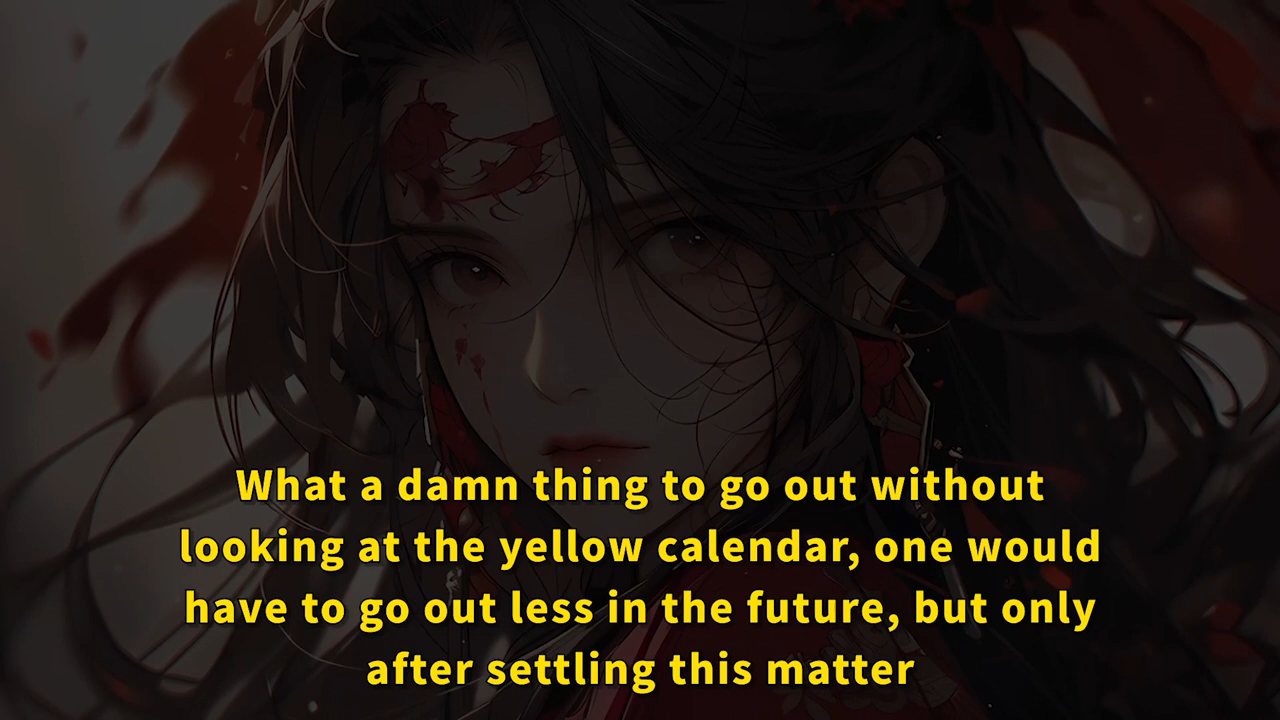 What a damn thing to go out without
looking at the yellow calendar, one would
have to go out less in the future, but only
after settling this matter